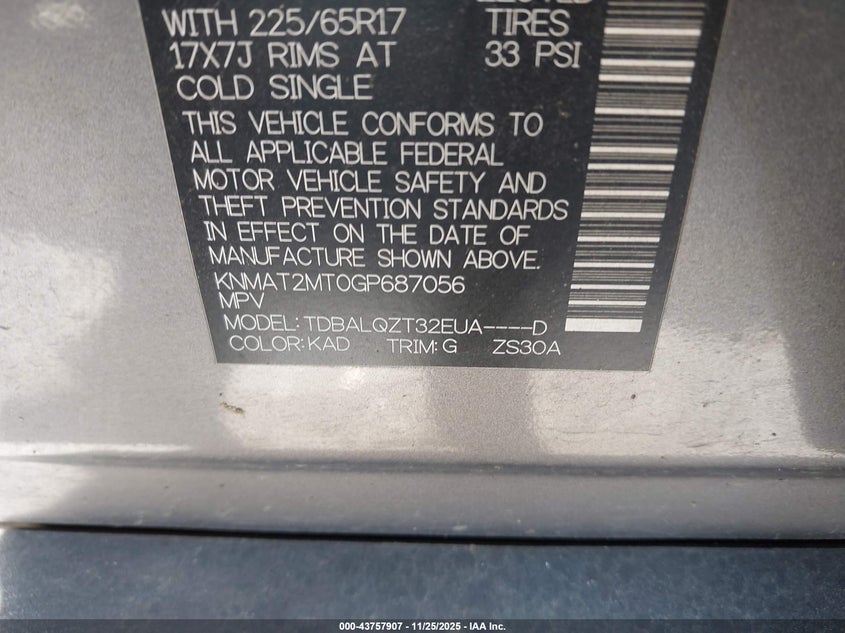 WITH 225/65R17 TIRES
17X7J RIMS AT 33 PSI
COLD SINGLE
THIS VEHICLE CONFORMS TO
ALL APPLICABLE FEDERAL
MOTOR VEHICLE SAFETY AND
THEFT PREVENTION STANDARDS
IN EFFECT ON THE DATE OF
MANUFACTURE SHOWN ABOVE.
KNMAT2MT0GP687056
MPV
MODEL:TDBALQZT32EUA----D
COLOR:KAD TRIM:G ZS30A
000-43757907 - 11/25/2025 - IAA Inc.